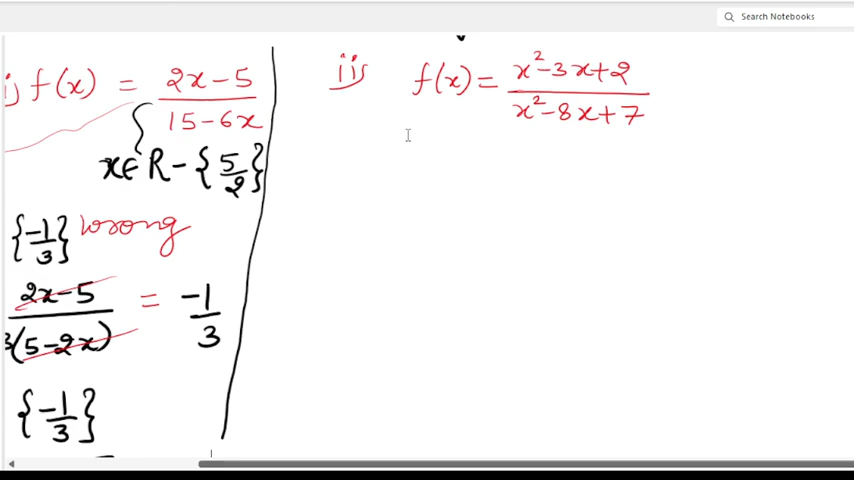 Search Notebooks
i) f(x) = 2x-5 / 15-6x
x∈R-{5/2}
{-1/3} wrong
2x-5 / 3(5-2x) = -1/3
{-1/3}
ii) f(x) = x²-3x+2 / x²-8x+7